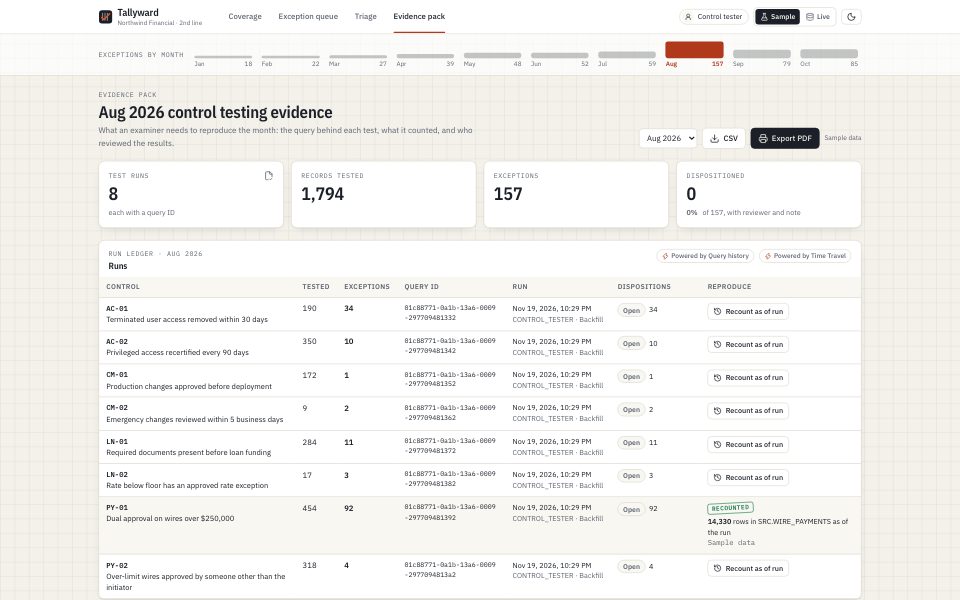 Tallyward
Northwind Financial · 2nd line
Coverage
Exception queue
Triage
Evidence pack
Control tester
Sample
Live
EXCEPTIONS BY MONTH
Jan 18
Feb 22
Mar 27
Apr 39
May 48
Jun 52
Jul 59
Aug 157
Sep 79
Oct 85
EVIDENCE PACK
Aug 2026 control testing evidence
What an examiner needs to reproduce the month: the query behind each test, what it counted, and who
reviewed the results.
Aug 2026
CSV
Export PDF
Sample data
TEST RUNS
8
each with a query ID
RECORDS TESTED
1,794
EXCEPTIONS
157
DISPOSITIONED
0
0% of 157, with reviewer and note
RUN LEDGER · AUG 2026
Runs
Powered by Query history
Powered by Time Travel
CONTROL TESTED EXCEPTIONS QUERY ID RUN DISPOSITIONS REPRODUCE
AC-01 190 34 01c88771-0a1b-13a6-0009 Nov 19, 2026, 10:29 PM Open 34 Recount as of run
Terminated user access removed within 30 days -297709481332 CONTROL_TESTER · Backfill
AC-02 350 10 01c88771-0a1b-13a6-0009 Nov 19, 2026, 10:29 PM Open 10 Recount as of run
Privileged access recertified every 90 days -297709481342 CONTROL_TESTER · Backfill
CM-01 172 1 01c88771-0a1b-13a6-0009 Nov 19, 2026, 10:29 PM Open 1 Recount as of run
Production changes approved before deployment -297709481352 CONTROL_TESTER · Backfill
CM-02 9 2 01c88771-0a1b-13a6-0009 Nov 19, 2026, 10:29 PM Open 2 Recount as of run
Emergency changes reviewed within 5 business days -297709481362 CONTROL_TESTER · Backfill
LN-01 284 11 01c88771-0a1b-13a6-0009 Nov 19, 2026, 10:29 PM Open 11 Recount as of run
Required documents present before loan funding -297709481372 CONTROL_TESTER · Backfill
LN-02 17 3 01c88771-0a1b-13a6-0009 Nov 19, 2026, 10:29 PM Open 3 Recount as of run
Rate below floor has an approved rate exception -297709481382 CONTROL_TESTER · Backfill
PY-01 454 92 01c88771-0a1b-13a6-0009 Nov 19, 2026, 10:29 PM Open 92 RECOUNTED
Dual approval on wires over $250,000 -297709481392 CONTROL_TESTER · Backfill
14,330 rows in SRC.WIRE_PAYMENTS as of
the run
Sample data
PY-02 318 4 01c88771-0a1b-13a6-0009 Nov 19, 2026, 10:29 PM Open 4 Recount as of run
Over-limit wires approved by someone other than the -2977094813a2 CONTROL_TESTER · Backfill
initiator